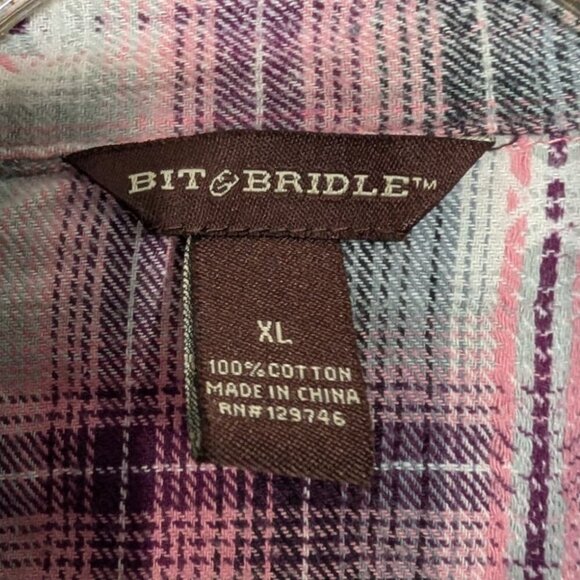 BIT & BRIDLE™
XL
100% COTTON
MADE IN CHINA
RN# 129746